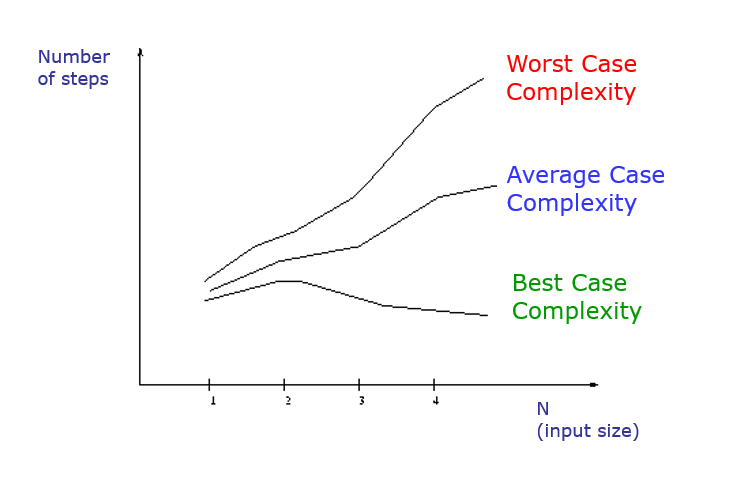 Number
of steps
Worst Case
Complexity
Average Case
Complexity
Best Case
Complexity
1
2
3
4
N
(input size)